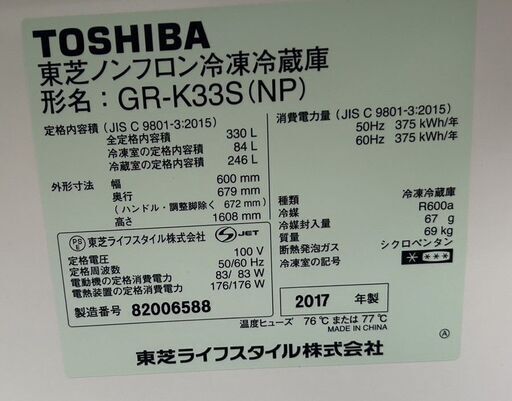 TOSHIBA
東芝ノンフロン冷凍冷蔵庫
形名：GR-K33S(NP)
定格内容積（JIS C 9801-3:2015）
全定格内容積 330 L
冷凍室の定格内容積 84 L
冷蔵室の定格内容積 246 L
外形寸法 幅 600 mm
奥行 679 mm
（ハンドル・調整脚除く 672 mm）
高さ 1608 mm
消費電力量（JIS C 9801-3:2015）
50Hz 375 kWh/年
60Hz 375 kWh/年
種類 冷凍冷蔵庫
冷媒 R600a
冷媒封入量 67 g
質量 69 kg
断熱発泡ガス シクロペンタン
冷凍室の記号
PS E 東芝ライフスタイル株式会社
S JET
定格電圧 100 V
定格周波数 50/60 Hz
電動機の定格消費電力 83/ 83 W
電熱装置の定格消費電力 176/176 W
製造番号 82006588
2017 年製
温度ヒューズ 76℃ または 77℃
MADE IN CHINA
A
東芝ライフスタイル株式会社